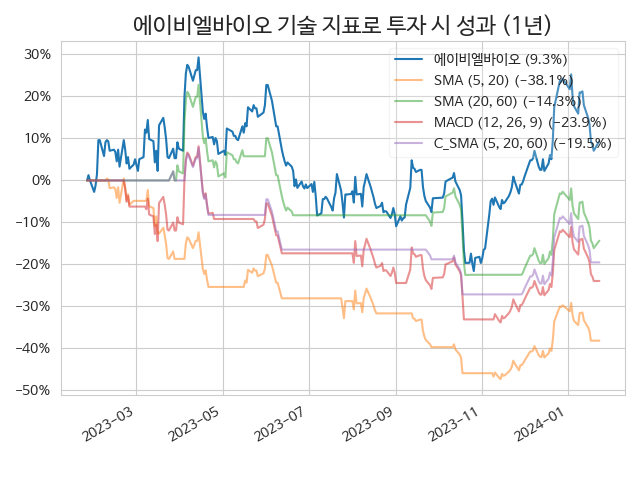 에이비엘바이오 기술 지표로 투자 시 성과 (1년)
에이비엘바이오 (9.3%)
SMA (5, 20) (−38.1%)
SMA (20, 60) (−14.3%)
MACD (12, 26, 9) (−23.9%)
C_SMA (5, 20, 60) (−19.5%)
30%
20%
10%
0%
−10%
−20%
−30%
−40%
−50%
2023−03
2023−05
2023−07
2023−09
2023−11
2024−01